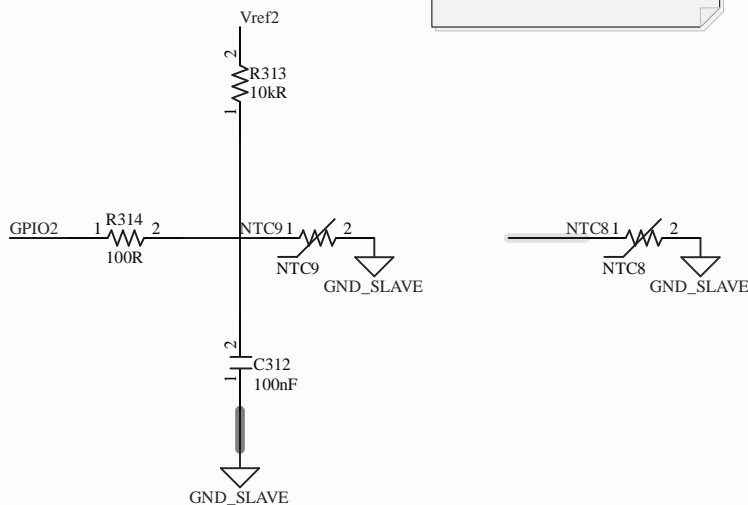 Vref2
2
R313
10kR
1
GPIO2
1 R314 2
100R
NTC9 1 2
NTC9
GND_SLAVE
NTC8 1 2
NTC8
GND_SLAVE
2
C312
1
100nF
GND_SLAVE